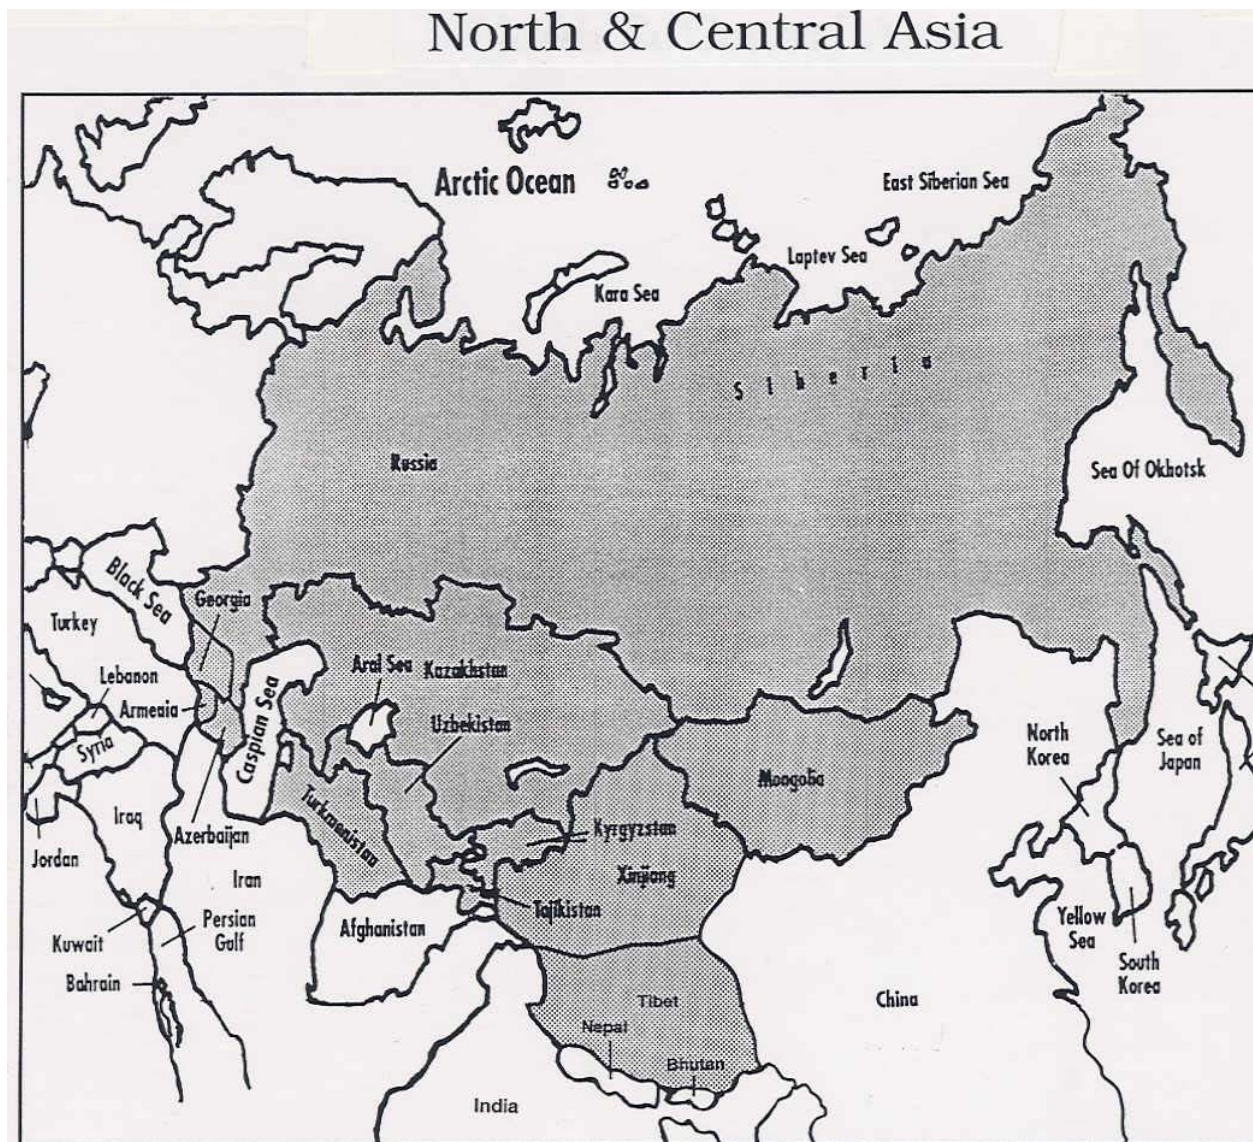 North & Central Asia
Arctic Ocean
East Siberian Sea
Laptev Sea
Kara Sea
Siberia
Russia
Sea Of Okhotsk
Black Sea
Georgia
Turkey
Aral Sea
Kazakhstan
Lebanon
Armenia
Uzbekistan
Caspian Sea
North
Korea
Sea of
Japan
Syria
Mongolia
Iraq
Turkmenistan
Azerbaijan
Kyrgyzstan
Jordan
Iran
Xinjiang
Tajikistan
Persian
Gulf
Afghanistan
Yellow
Sea
Kuwait
Bahrain
South
Korea
Tibet
China
Nepal
Bhutan
India